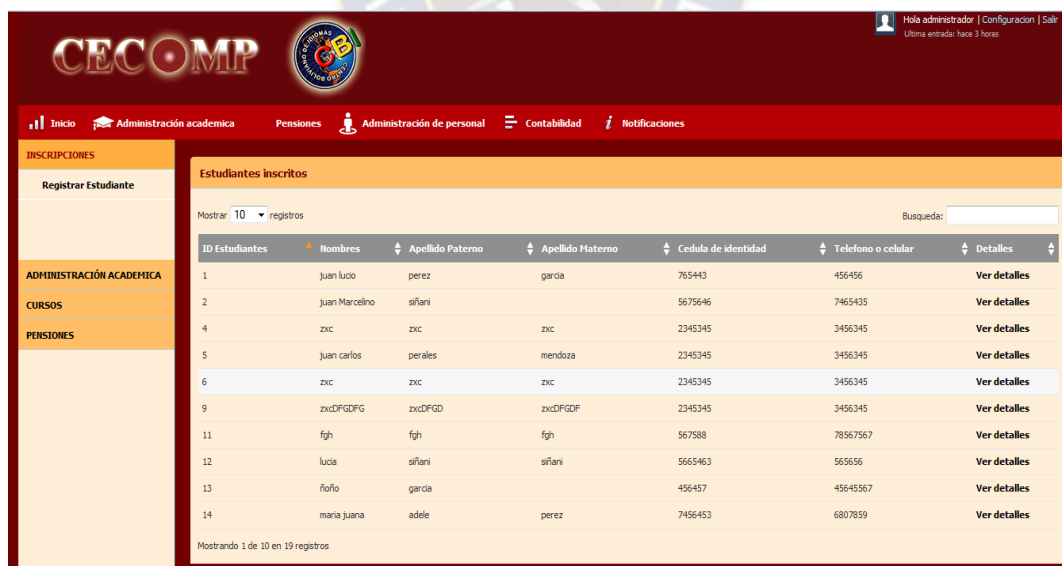 Hola administrador | Configuracion | Salir
Ultima entrada: hace 3 horas
CECOMP
CENTRO BOLIVIANO DE IDIOMAS
CBI
Inicio Administración academica Pensiones Administración de personal Contabilidad Notificaciones
INSCRIPCIONES
Registrar Estudiante
ADMINISTRACIÓN ACADEMICA
CURSOS
PENSIONES
Estudiantes inscritos
Mostrar 10 registros Busqueda:
ID Estudiantes Nombres Apellido Paterno Apellido Materno Cedula de identidad Telefono o celular Detalles
1 juan lucio perez garcia 765443 456456 Ver detalles
2 juan Marcelino siñani 5675646 7465435 Ver detalles
4 zxc zxc zxc 2345345 3456345 Ver detalles
5 juan carlos perales mendoza 2345345 3456345 Ver detalles
6 zxc zxc zxc 2345345 3456345 Ver detalles
9 zxcDFGDFG zxcDFGD zxcDFGDF 2345345 3456345 Ver detalles
11 fgh fgh fgh 567588 78567567 Ver detalles
12 lucia siñani siñani 5665463 565656 Ver detalles
13 ñoño garcia 456457 45645567 Ver detalles
14 maria juana adele perez 7456453 6807859 Ver detalles
Mostrando 1 de 10 en 19 registros